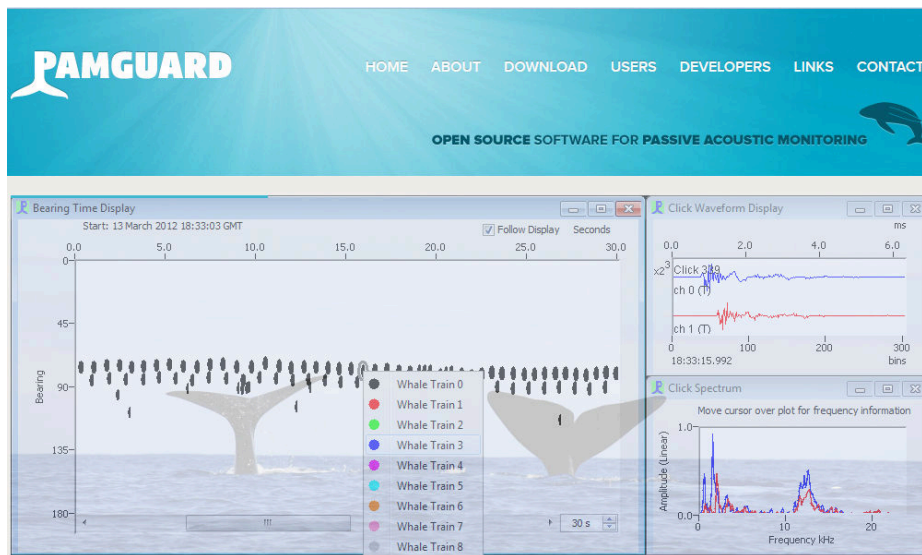 PAMGUARD
HOME ABOUT DOWNLOAD USERS DEVELOPERS LINKS CONTACT
OPEN SOURCE SOFTWARE FOR PASSIVE ACOUSTIC MONITORING
Bearing Time Display
Start: 13 March 2012 18:33:03 GMT
Follow Display Seconds
0.0 5.0 10.0 15.0 20.0 25.0 30.0
0
45
90
135
180
Bearing
Whale Train 0
Whale Train 1
Whale Train 2
Whale Train 3
Whale Train 4
Whale Train 5
Whale Train 6
Whale Train 7
Whale Train 8
30 s
Click Waveform Display
ms
0.0 2.0 4.0 6.0
x2^3
Click
ch 0 (T)
ch 1 (T)
0 100 200 300
18:33:15.992 bins
Click Spectrum
Move cursor over plot for frequency information
1.0
Amplitude (Linear)
0.0
0 10 20
Frequency kHz